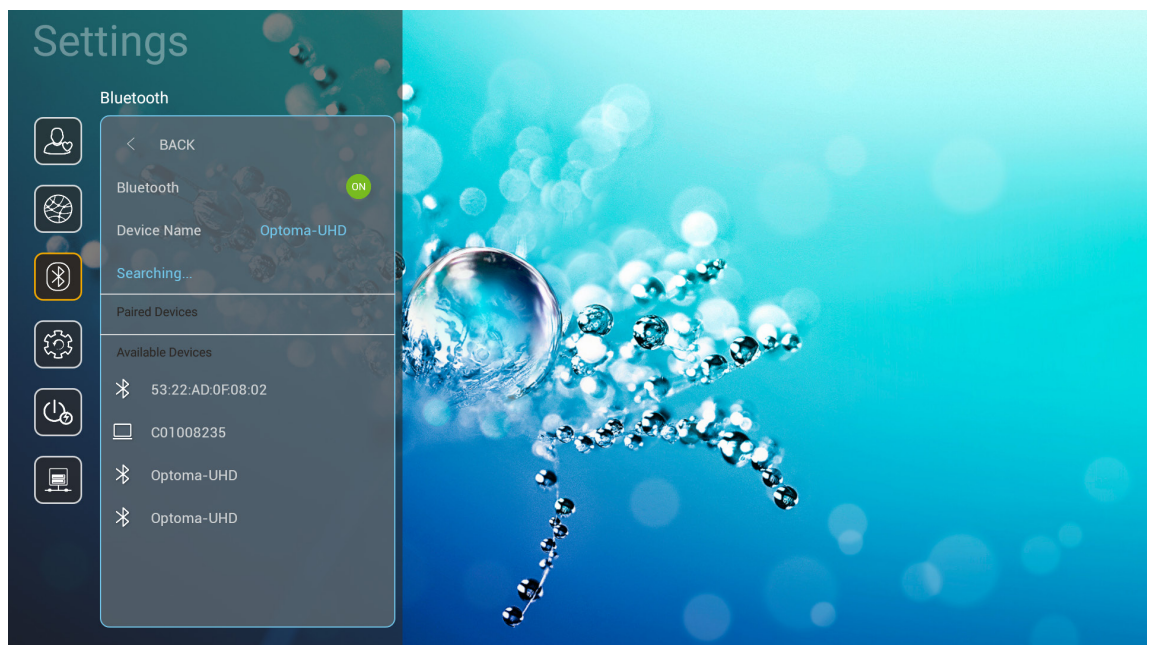 Settings
Bluetooth
BACK
Bluetooth ON
Device Name Optoma-UHD
Searching...
Paired Devices
Available Devices
53:22:AD:0F:08:02
C01008235
Optoma-UHD
Optoma-UHD